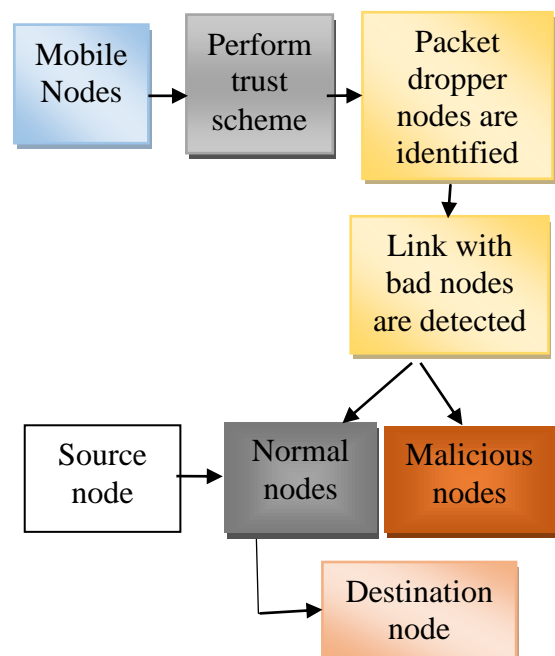 Mobile
Nodes
Perform
trust
scheme
Packet
dropper
nodes are
identified
Link with
bad nodes
are detected
Source
node
Normal
nodes
Malicious
nodes
Destination
node